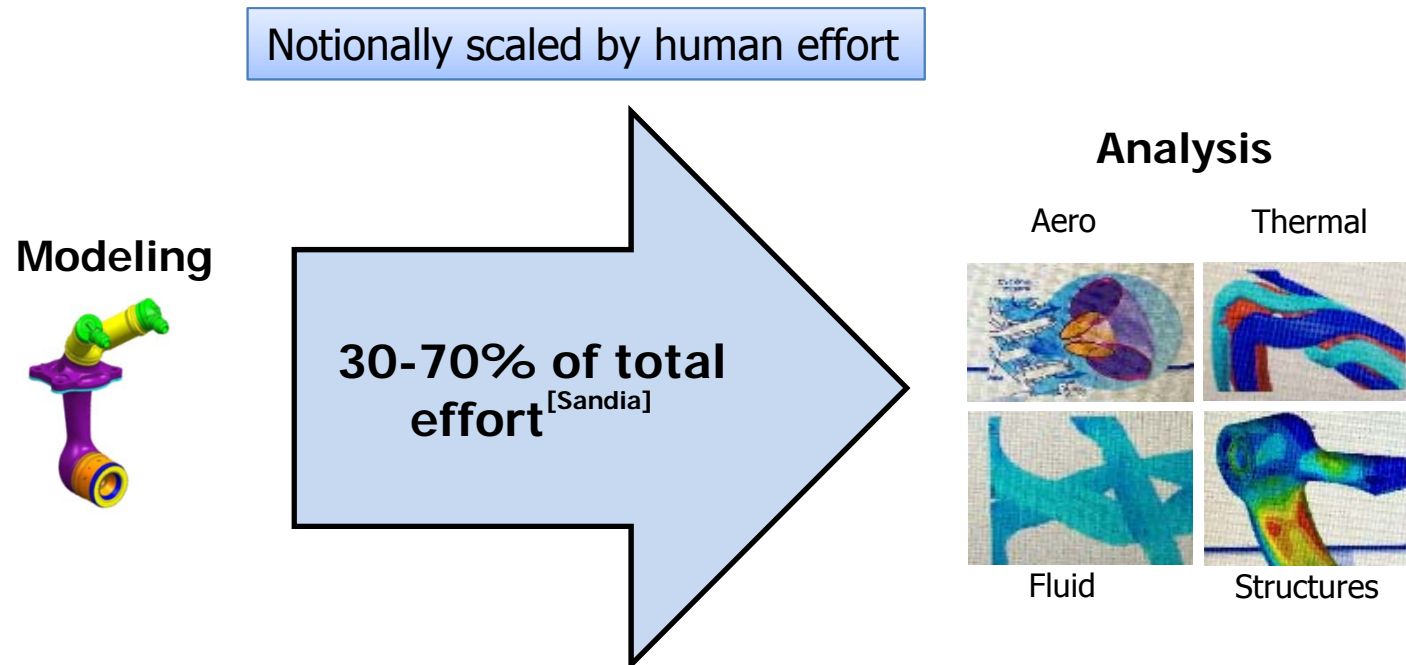 Notionally scaled by human effort
Modeling
30-70% of total
effort[Sandia]
Analysis
Aero
Thermal
Fluid
Structures